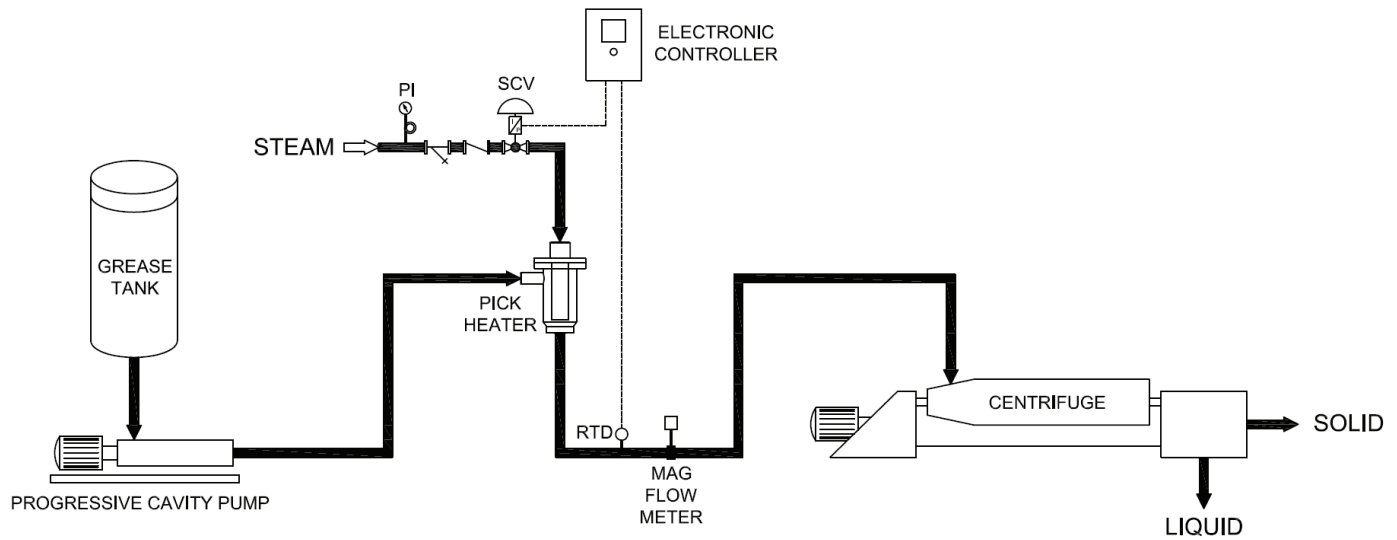 ELECTRONIC
CONTROLLER
PI
SCV
STEAM
GREASE
TANK
PICK
HEATER
CENTRIFUGE
SOLID
RTD
MAG
FLOW
METER
PROGRESSIVE CAVITY PUMP
LIQUID